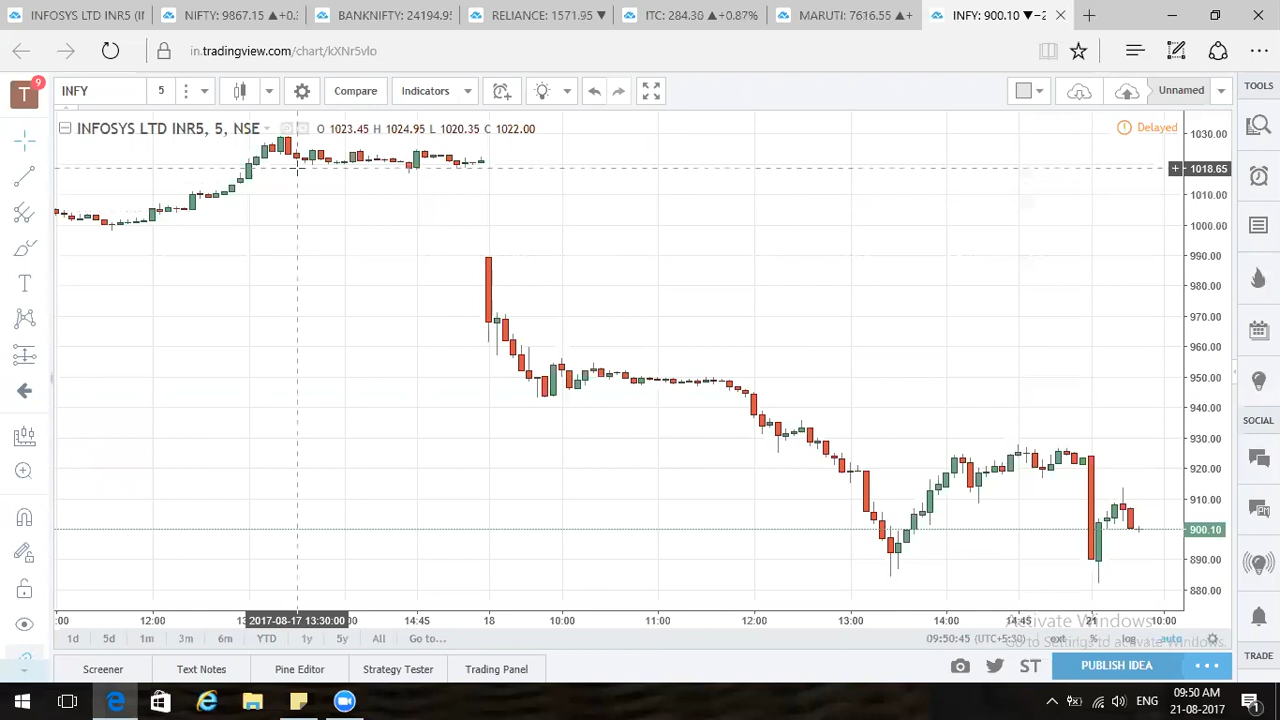 INFOSYS LTD INR5 (II
NIFTY: 9867.15 ▲+0.3
BANKNIFTY: 24194.95
RELIANCE: 1571.95 ▼
ITC: 284.30 ▲+0.87%
MARUTI: 7616.55 ▲+
INFY: 900.10 ▼−2
in.tradingview.com/chart/kXNr5vlo
T 9
INFY 5 Compare Indicators Unnamed TOOLS
INFOSYS LTD INR5, 5, NSE O 1023.45 H 1024.95 L 1020.35 C 1022.00 Delayed
1030.00
1018.65
1010.00
1000.00
990.00
980.00
970.00
960.00
950.00
940.00
930.00
920.00
910.00
900.10
890.00
880.00
SOCIAL
TRADE
:00 12:00 13 2017-08-17 13:30:00 30 14:45 18 10:00 11:00 12:00 13:00 14:00 14:45 21 10:00
1d 5d 1m 3m 6m YTD 1y 5y All Go to... 09:50:45 (UTC+5:30) ext % log auto
Activate Windows
Go to Settings to activate Windows.
Screener Text Notes Pine Editor Strategy Tester Trading Panel ST PUBLISH IDEA
ENG 09:50 AM
21-08-2017 1